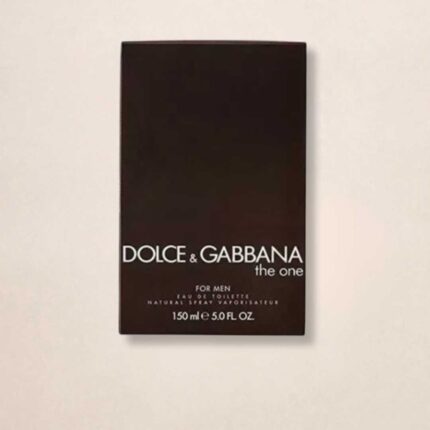 DOLCE & GABBANA
the one
FOR MEN
EAU DE TOILETTE
NATURAL SPRAY VAPORISATEUR
150 ml ℮ 5.0 FL. OZ.